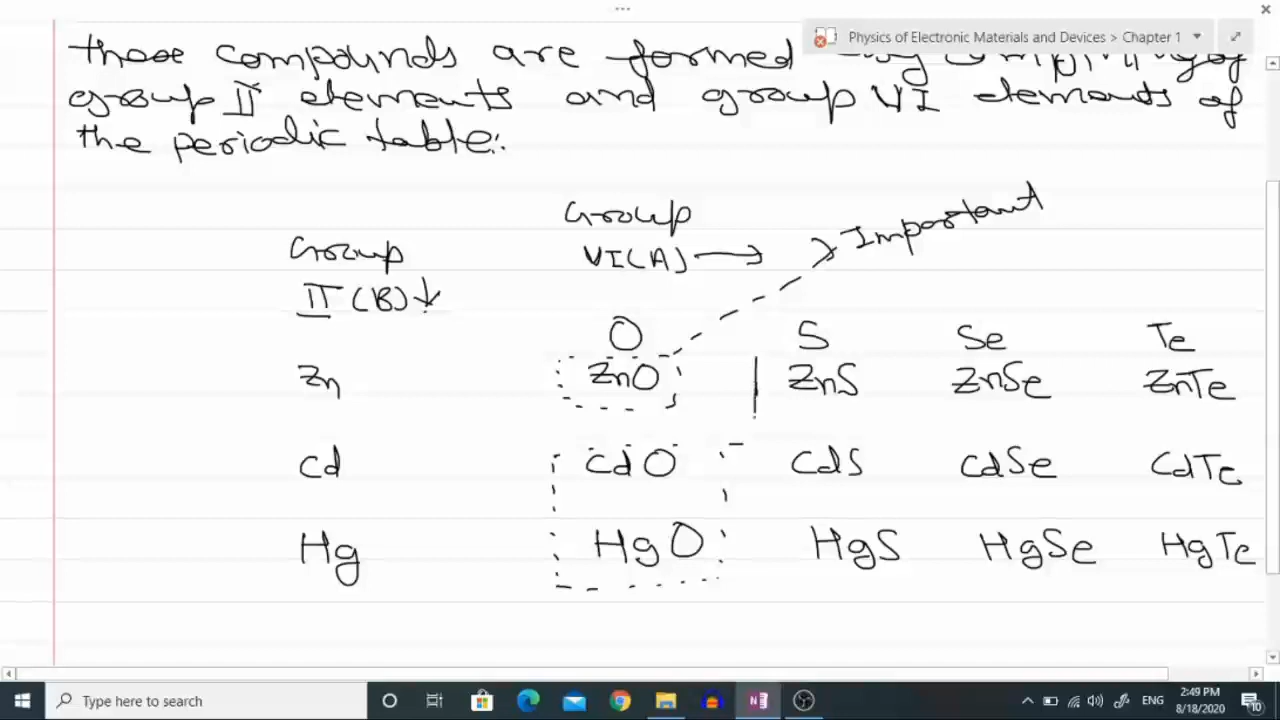 Physics of Electronic Materials and Devices > Chapter 1
These compounds are formed of
group II elements and group VI elements of
the periodic table:
Group
VI(A)
Important
Group
II (B)
O S Se Te
Zn ZnO ZnS ZnSe ZnTe
Cd CdO CdS CdSe CdTe
Hg HgO HgS HgSe HgTe
Type here to search
ENG
2:49 PM
8/18/2020
10